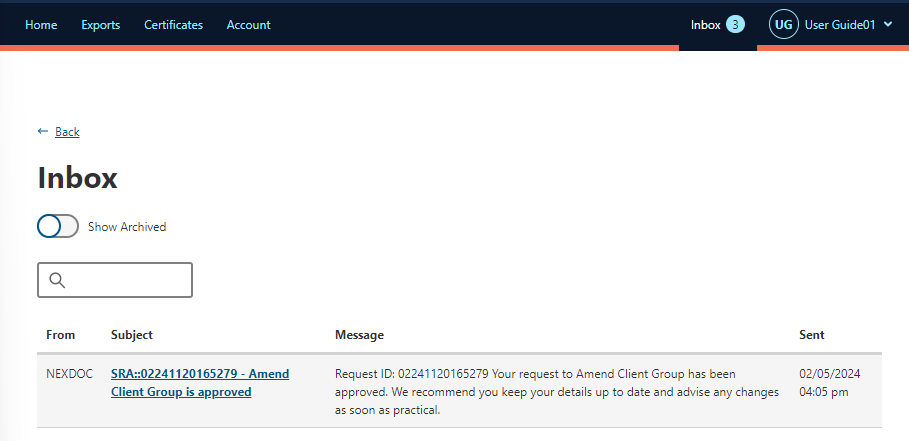 Home Exports Certificates Account Inbox 3 UG User Guide01
← Back
Inbox
Show Archived
From Subject Message Sent
NEXDOC SRA::02241120165279 - Amend Request ID: 02241120165279 Your request to Amend Client Group has been 02/05/2024
Client Group is approved approved. We recommend you keep your details up to date and advise any changes 04:05 pm
as soon as practical.